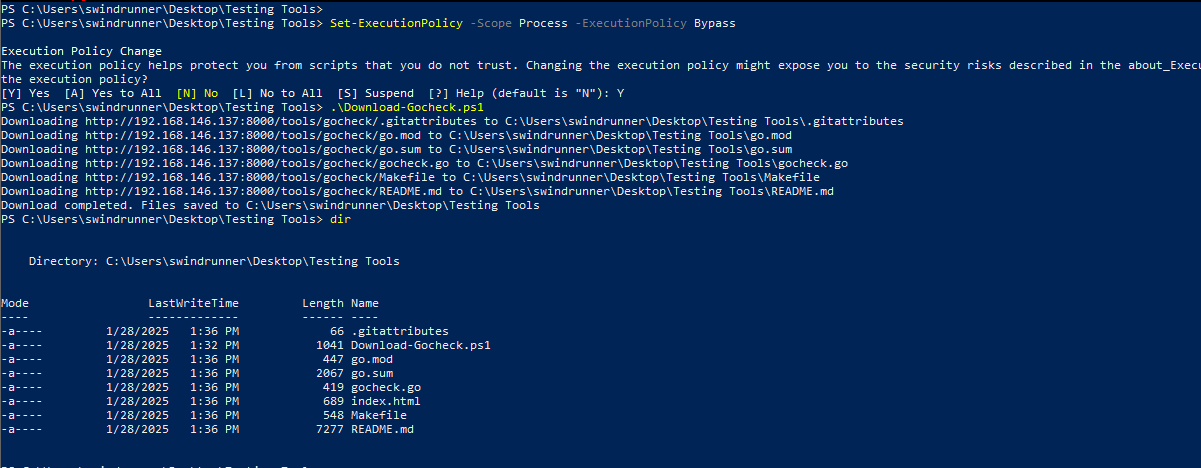 PS C:\Users\swindrunner\Desktop\Testing Tools>
PS C:\Users\swindrunner\Desktop\Testing Tools> Set-ExecutionPolicy -Scope Process -ExecutionPolicy Bypass
Execution Policy Change
The execution policy helps protect you from scripts that you do not trust. Changing the execution policy might expose you to the security risks described in the about_Execu
the execution policy?
[Y] Yes [A] Yes to All [N] No [L] No to All [S] Suspend [?] Help (default is "N"): Y
PS C:\Users\swindrunner\Desktop\Testing Tools> .\Download-Gocheck.ps1
Downloading http://192.168.146.137:8000/tools/gocheck/.gitattributes to C:\Users\swindrunner\Desktop\Testing Tools\.gitattributes
Downloading http://192.168.146.137:8000/tools/gocheck/go.mod to C:\Users\swindrunner\Desktop\Testing Tools\go.mod
Downloading http://192.168.146.137:8000/tools/gocheck/go.sum to C:\Users\swindrunner\Desktop\Testing Tools\go.sum
Downloading http://192.168.146.137:8000/tools/gocheck/gocheck.go to C:\Users\swindrunner\Desktop\Testing Tools\gocheck.go
Downloading http://192.168.146.137:8000/tools/gocheck/Makefile to C:\Users\swindrunner\Desktop\Testing Tools\Makefile
Downloading http://192.168.146.137:8000/tools/gocheck/README.md to C:\Users\swindrunner\Desktop\Testing Tools\README.md
Download completed. Files saved to C:\Users\swindrunner\Desktop\Testing Tools
PS C:\Users\swindrunner\Desktop\Testing Tools> dir
Directory: C:\Users\swindrunner\Desktop\Testing Tools
Mode LastWriteTime Length Name
---- ------------- ------ ----
-a---- 1/28/2025 1:36 PM 66 .gitattributes
-a---- 1/28/2025 1:32 PM 1041 Download-Gocheck.ps1
-a---- 1/28/2025 1:36 PM 447 go.mod
-a---- 1/28/2025 1:36 PM 2067 go.sum
-a---- 1/28/2025 1:36 PM 419 gocheck.go
-a---- 1/28/2025 1:36 PM 689 index.html
-a---- 1/28/2025 1:36 PM 548 Makefile
-a---- 1/28/2025 1:36 PM 7277 README.md